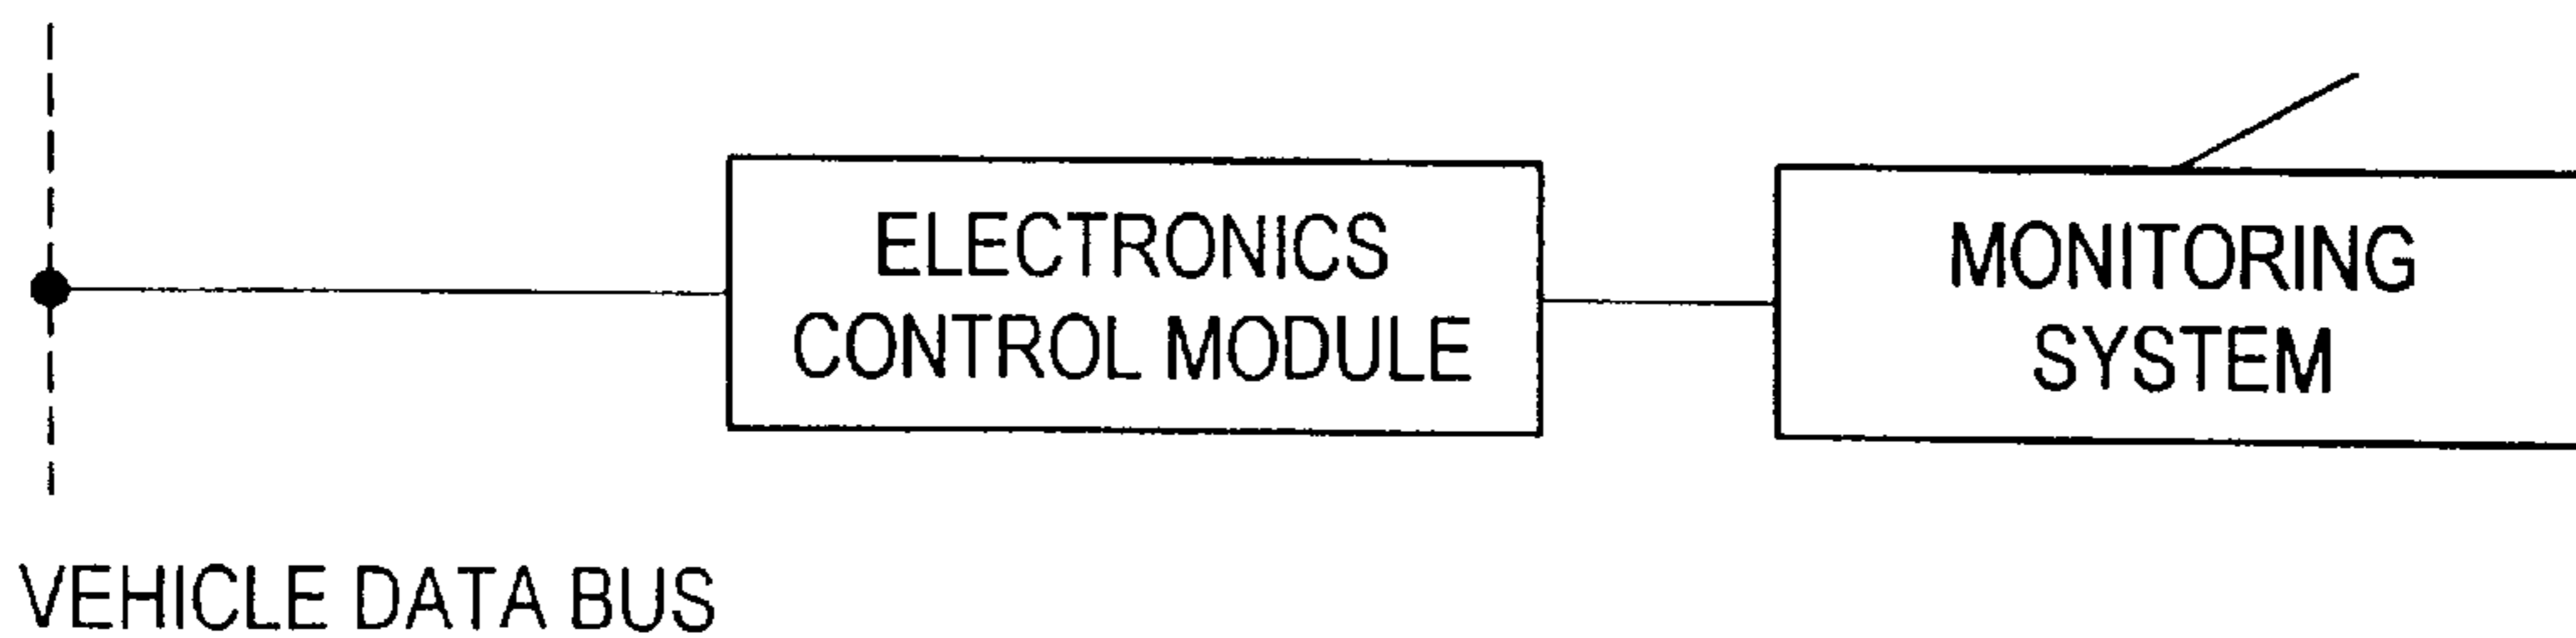 ELECTRONICS
CONTROL MODULE
MONITORING
SYSTEM
VEHICLE DATA BUS